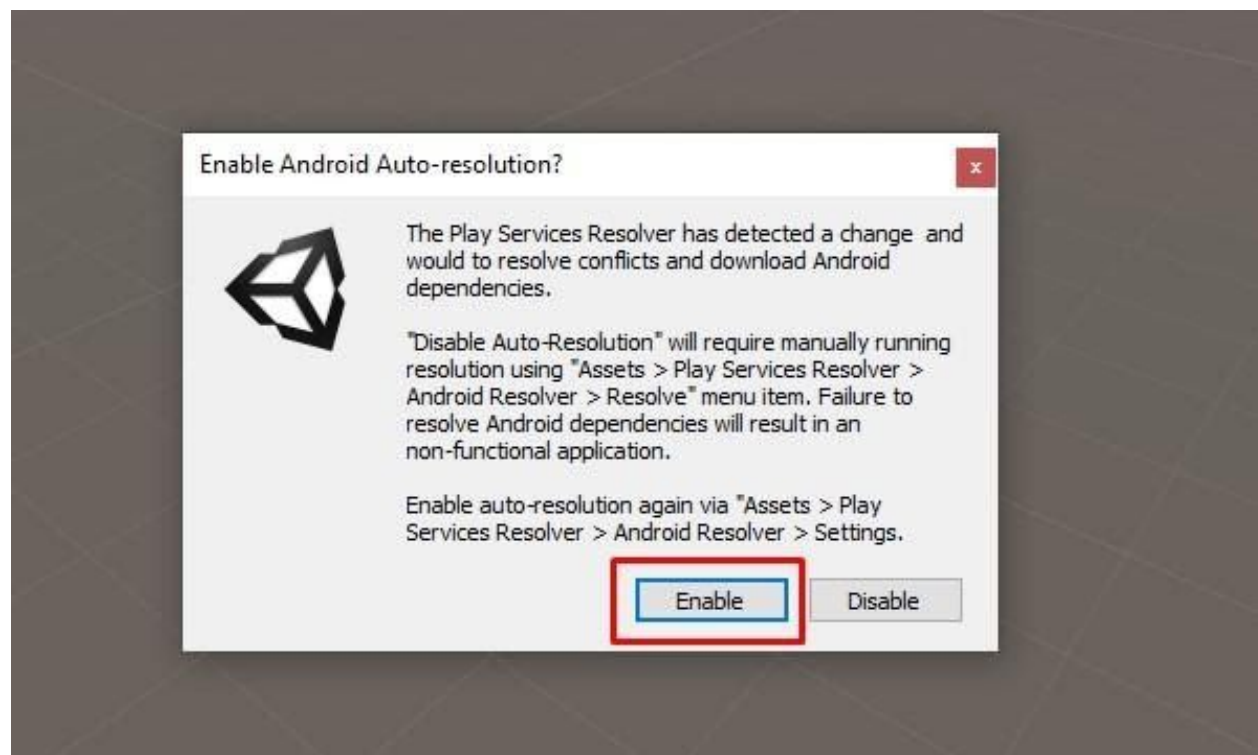 Enable Android Auto-resolution?
x
The Play Services Resolver has detected a change and
would to resolve conflicts and download Android
dependencies.
"Disable Auto-Resolution" will require manually running
resolution using "Assets > Play Services Resolver >
Android Resolver > Resolve" menu item. Failure to
resolve Android dependencies will result in an
non-functional application.
Enable auto-resolution again via "Assets > Play
Services Resolver > Android Resolver > Settings.
Enable Disable